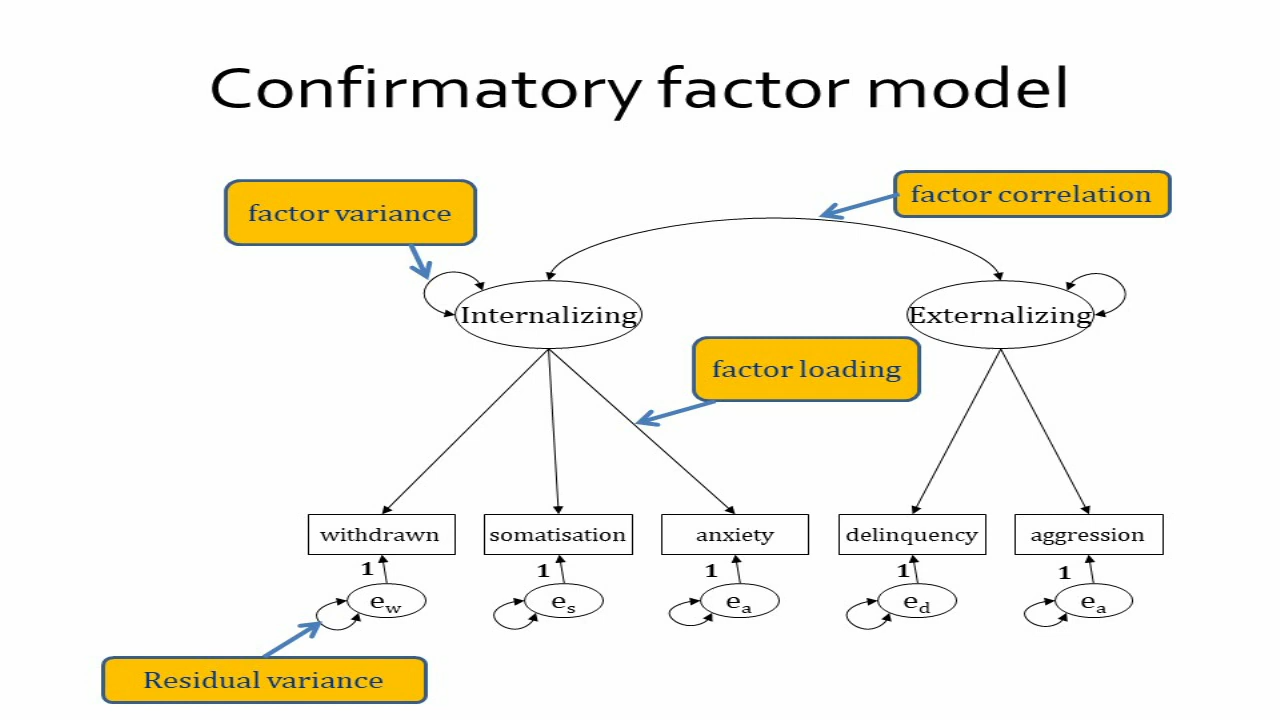 Confirmatory factor model
factor variance
factor correlation
Internalizing
Externalizing
factor loading
withdrawn
somatisation
anxiety
delinquency
aggression
1
1
1
1
1
ew
es
ea
ed
ea
Residual variance